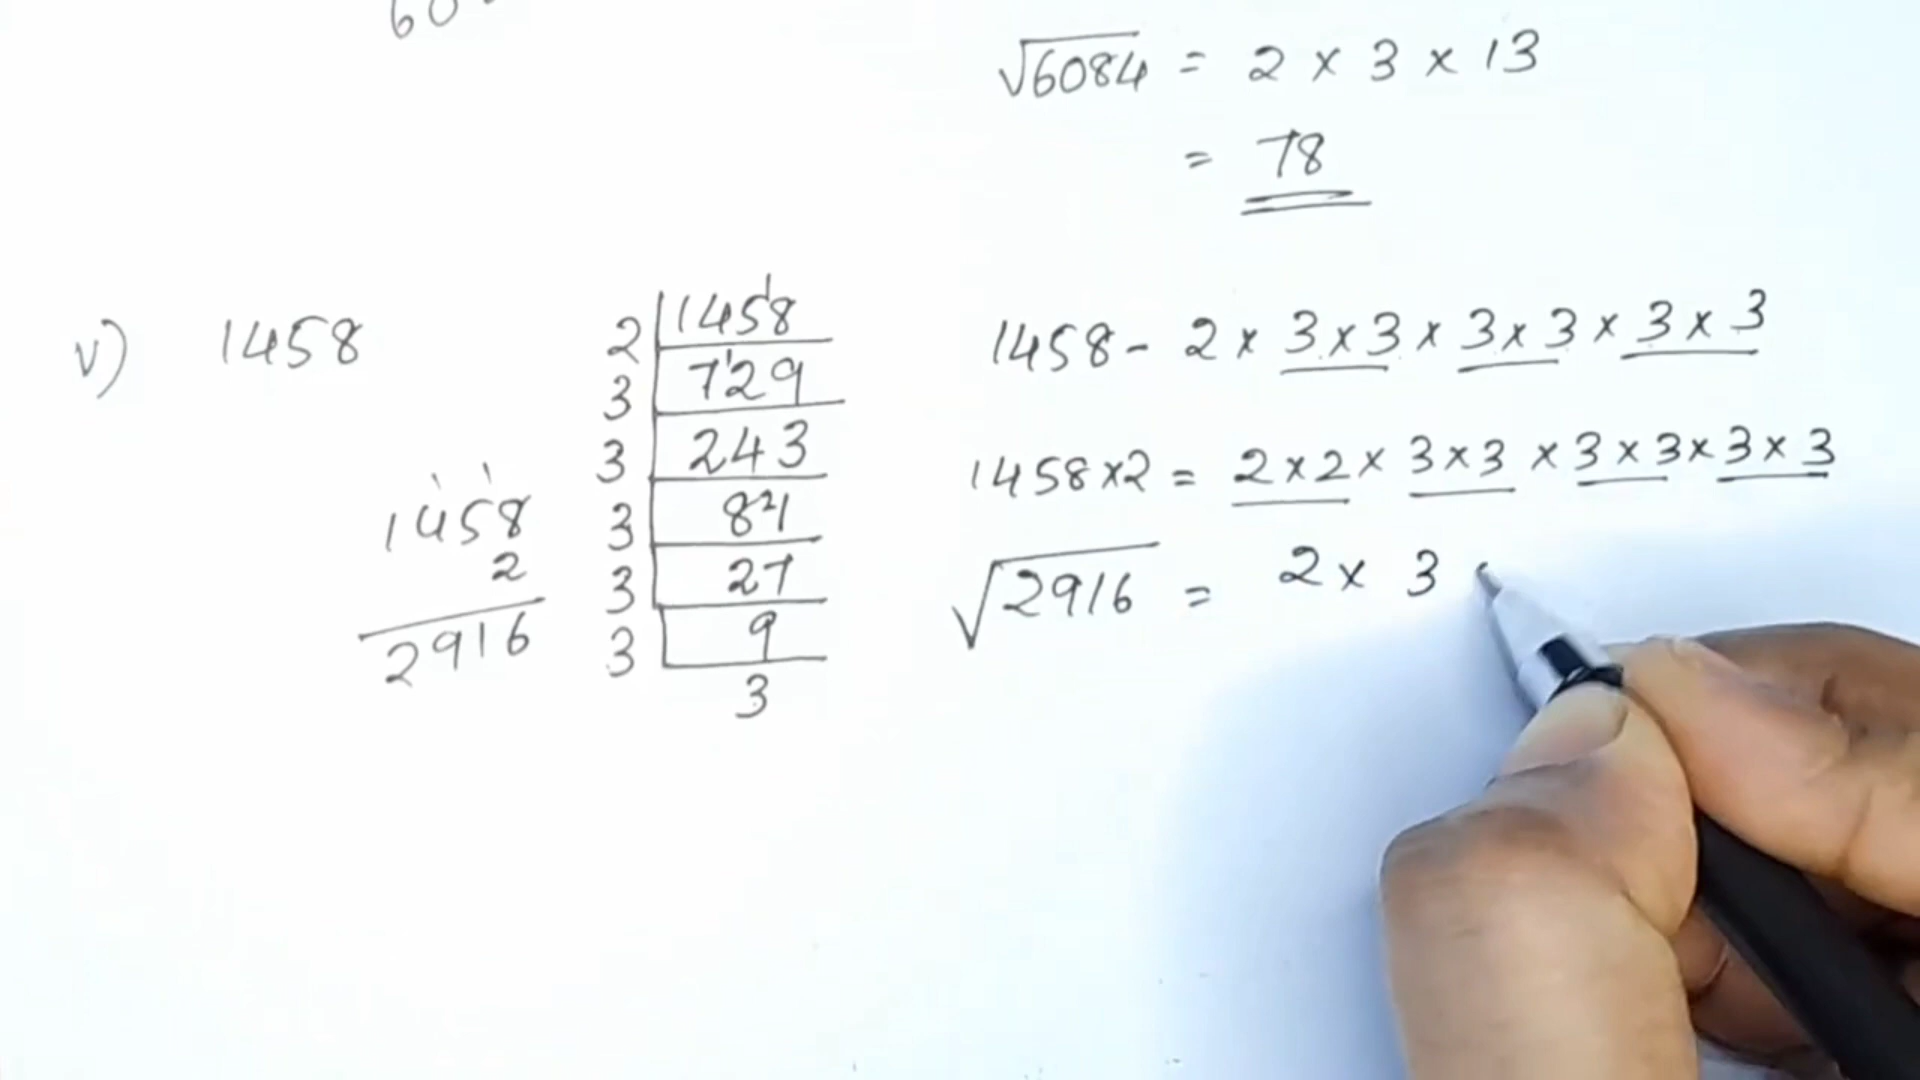 60
√6084 = 2 × 3 × 13
= 78
v) 1458
2 | 1458
3 | 729
3 | 243
3 | 81
3 | 27
3 | 9
3
1458
2
2916
1458 - 2 × 3 × 3 × 3 × 3 × 3 × 3
1458×2 = 2×2 × 3×3 × 3×3 × 3×3
√2916 = 2 × 3